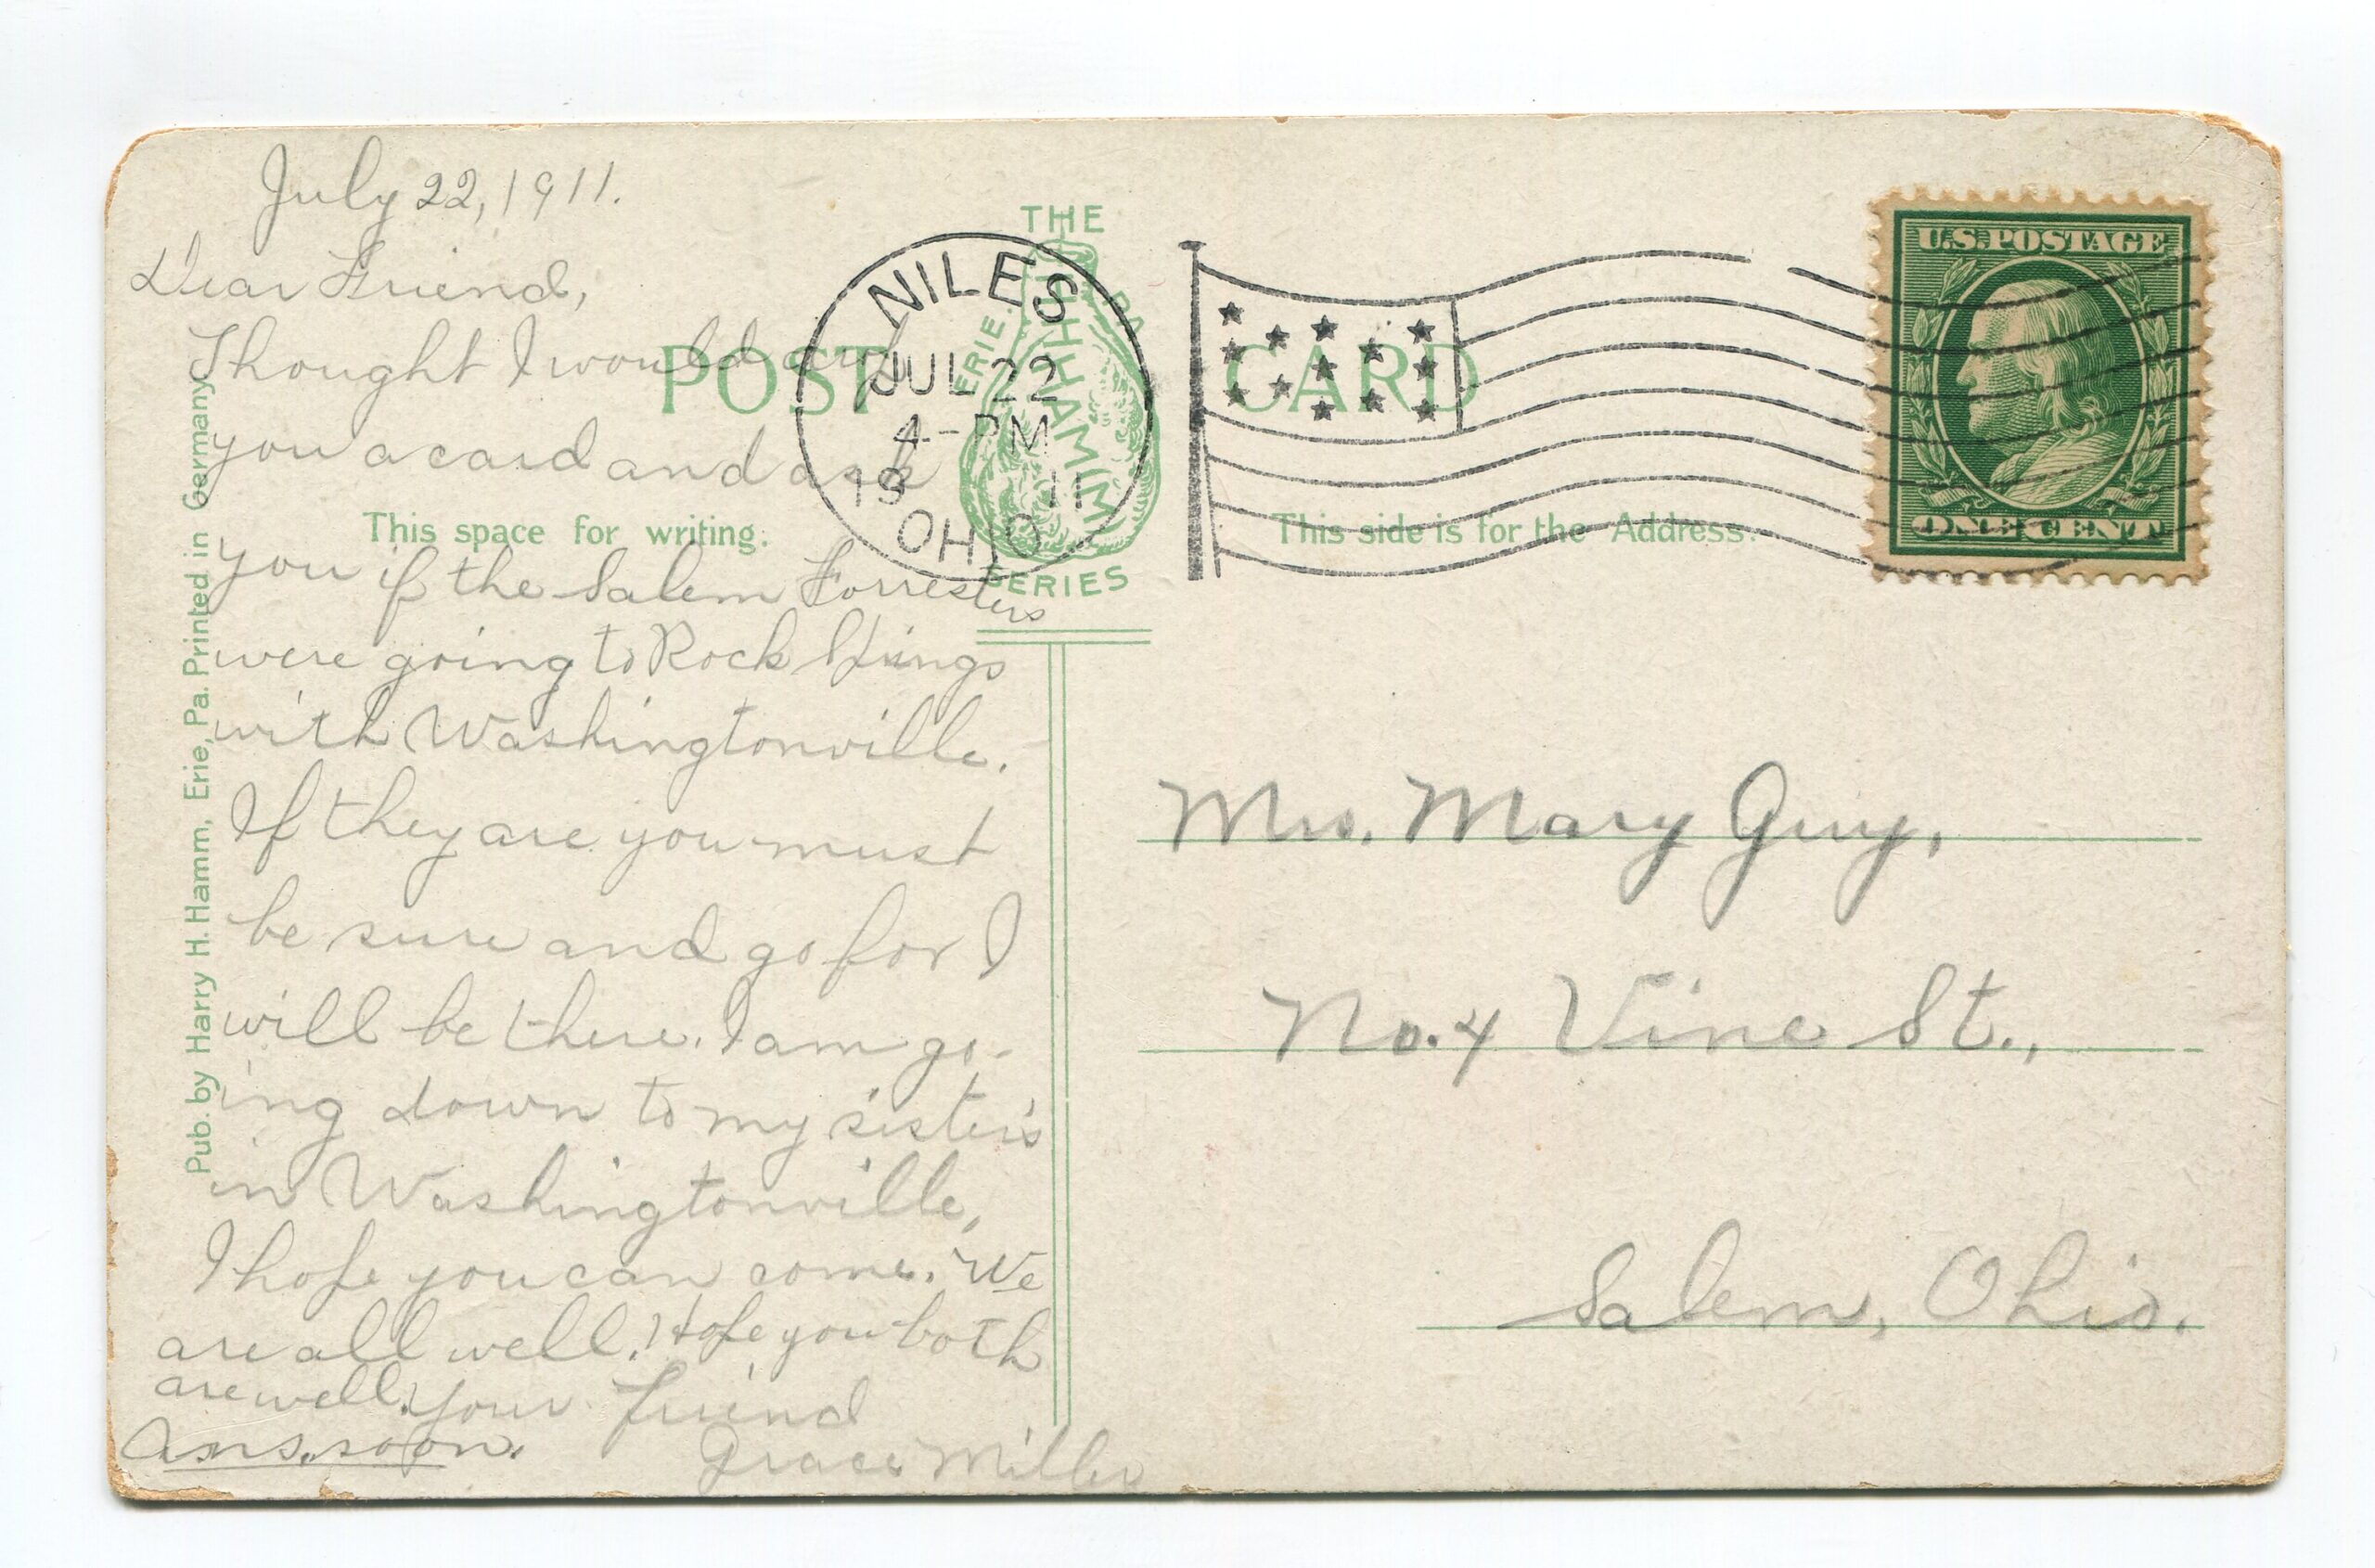 July 22, 1911.
Dear Friend,
Thought I would
you a card and ask
you if the Salem Forresters
were going to Rock
with Washingtonville.
If they are you must
be sure and go for I
will be there. I am go-
ing down to my sister's
in Washingtonville,
I hope you can come. We
are all well. Hope you both
are well. Your friend
Ans. soon.
Grace Miller
POST CARD
This space for writing.
This side is for the Address.
THE
ERIE, PA.
HHHAMM
SERIES
Pub. by Harry H. Hamm, Erie, Pa. Printed in Germany
NILES
JUL 22
4-PM
19 11
OHIO
U.S. POSTAGE
ONE CENT
Mrs. Mary Guy,
No. 4 Vine St.,
Salem, Ohio.